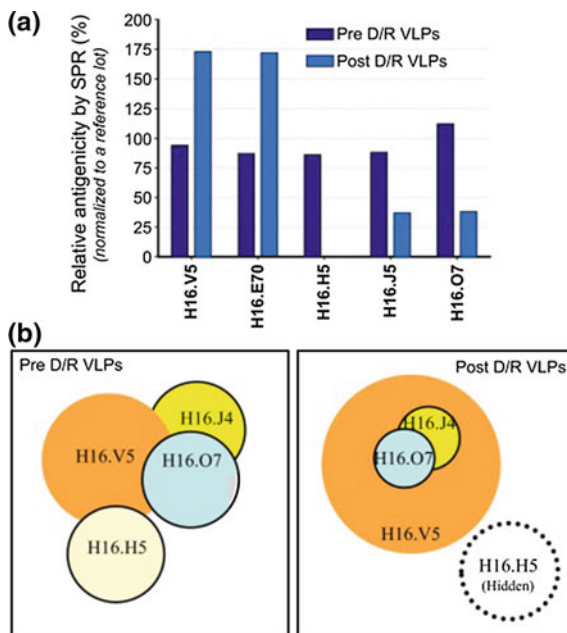 (a)
Relative antigenicity by SPR (%)
(normalized to a reference lot)
200
175
150
125
100
75
50
25
0
Pre D/R VLPs
Post D/R VLPs
H16.V5
H16.E70
H16.H5
H16.J5
H16.O7
(b)
Pre D/R VLPs
H16.J4
H16.V5
H16.O7
H16.H5
Post D/R VLPs
H16.J4
H16.O7
H16.V5
H16.H5
(Hidden)